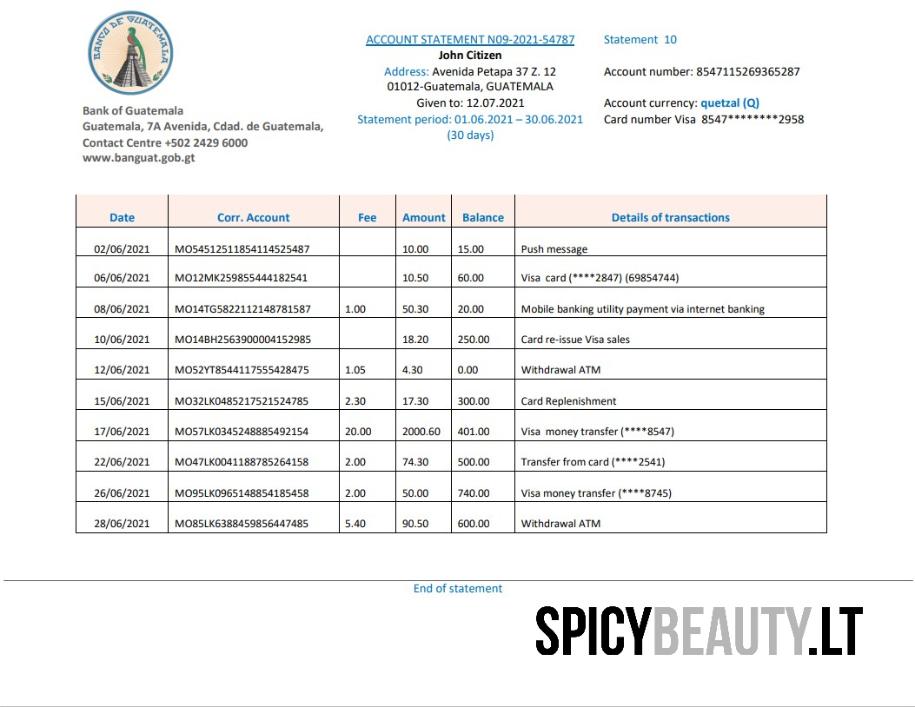 BANCO DE GUATEMALA
ACCOUNT STATEMENT N09-2021-54787
John Citizen
Address: Avenida Petapa 37 Z. 12
01012-Guatemala, GUATEMALA
Given to: 12.07.2021
Statement period: 01.06.2021 – 30.06.2021
(30 days)
Statement 10
Account number: 8547115269365287
Account currency: quetzal (Q)
Card number Visa 8547********2958
Bank of Guatemala
Guatemala, 7A Avenida, Cdad. de Guatemala,
Contact Centre +502 2429 6000
www.banguat.gob.gt
Date Corr. Account Fee Amount Balance Details of transactions
02/06/2021 MO54512511854114525487 10.00 15.00 Push message
06/06/2021 MO12MK259855444182541 10.50 60.00 Visa card (****2847) (69854744)
08/06/2021 MO14TG5822112148781587 1.00 50.30 20.00 Mobile banking utility payment via internet banking
10/06/2021 MO14BH2563900004152985 18.20 250.00 Card re-issue Visa sales
12/06/2021 MO52YT8544117555428475 1.05 4.30 0.00 Withdrawal ATM
15/06/2021 MO32LK0485217521524785 2.30 17.30 300.00 Card Replenishment
17/06/2021 MO57LK0345248885492154 20.00 2000.60 401.00 Visa money transfer (****8547)
22/06/2021 MO47LK0041188785264158 2.00 74.30 500.00 Transfer from card (****2541)
26/06/2021 MO95LK0965148854185458 2.00 50.00 740.00 Visa money transfer (****8745)
28/06/2021 MO85LK6388459856447485 5.40 90.50 600.00 Withdrawal ATM
End of statement
SPICYBEAUTY.LT